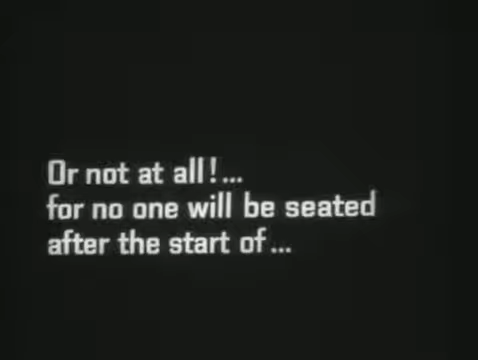 Or not at all!...
for no one will be seated
after the start of...